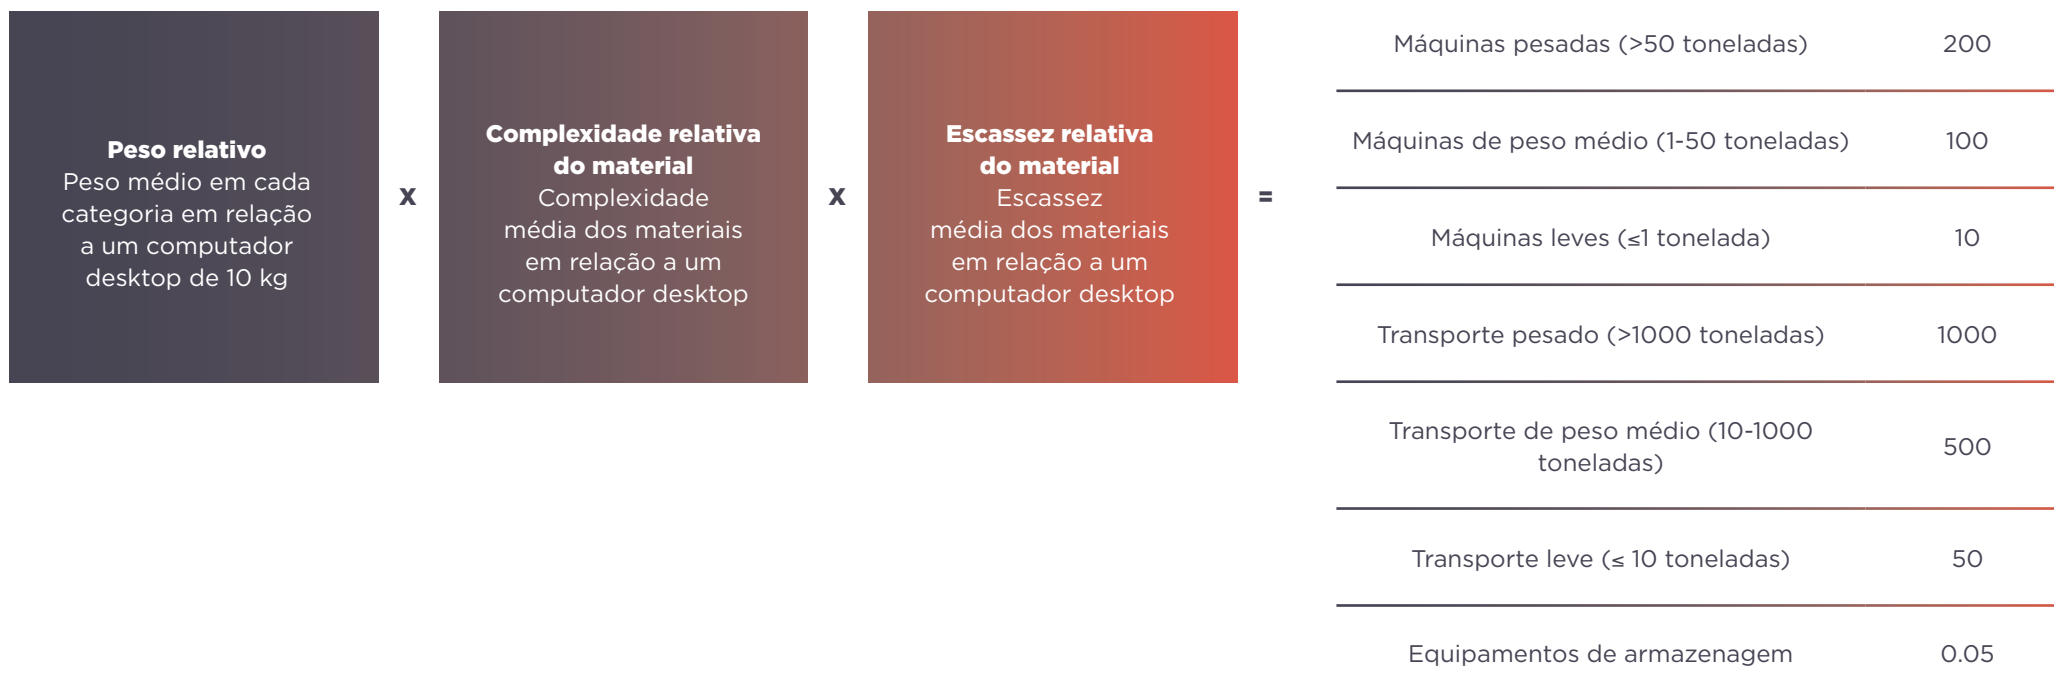 Peso relativo
Peso médio em cada
categoria em relação
a um computador
desktop de 10 kg
x
Complexidade relativa
do material
Complexidade
média dos materiais
em relação a um
computador desktop
x
Escassez relativa
do material
Escassez
média dos materiais
em relação a um
computador desktop
=
Máquinas pesadas (>50 toneladas) 200
Máquinas de peso médio (1-50 toneladas) 100
Máquinas leves (≤1 tonelada) 10
Transporte pesado (>1000 toneladas) 1000
Transporte de peso médio (10-1000
toneladas) 500
Transporte leve (≤ 10 toneladas) 50
Equipamentos de armazenagem 0.05